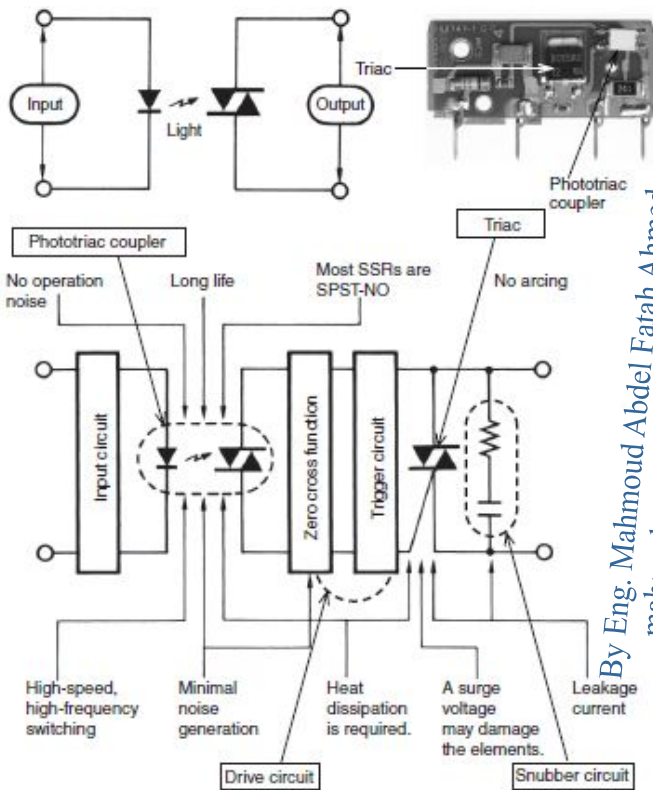 Triac
Input
Light
Output
Phototriac
coupler
Phototriac coupler
Triac
No operation
noise
Long life
Most SSRs are
SPST-NO
No arcing
Input circuit
Zero cross function
Trigger circuit
High-speed,
high-frequency
switching
Minimal
noise
generation
Heat
dissipation
is required.
A surge
voltage
may damage
the elements.
Leakage
current
Drive circuit
Snubber circuit
By Eng. Mahmoud Abdel Fatah Ahmed